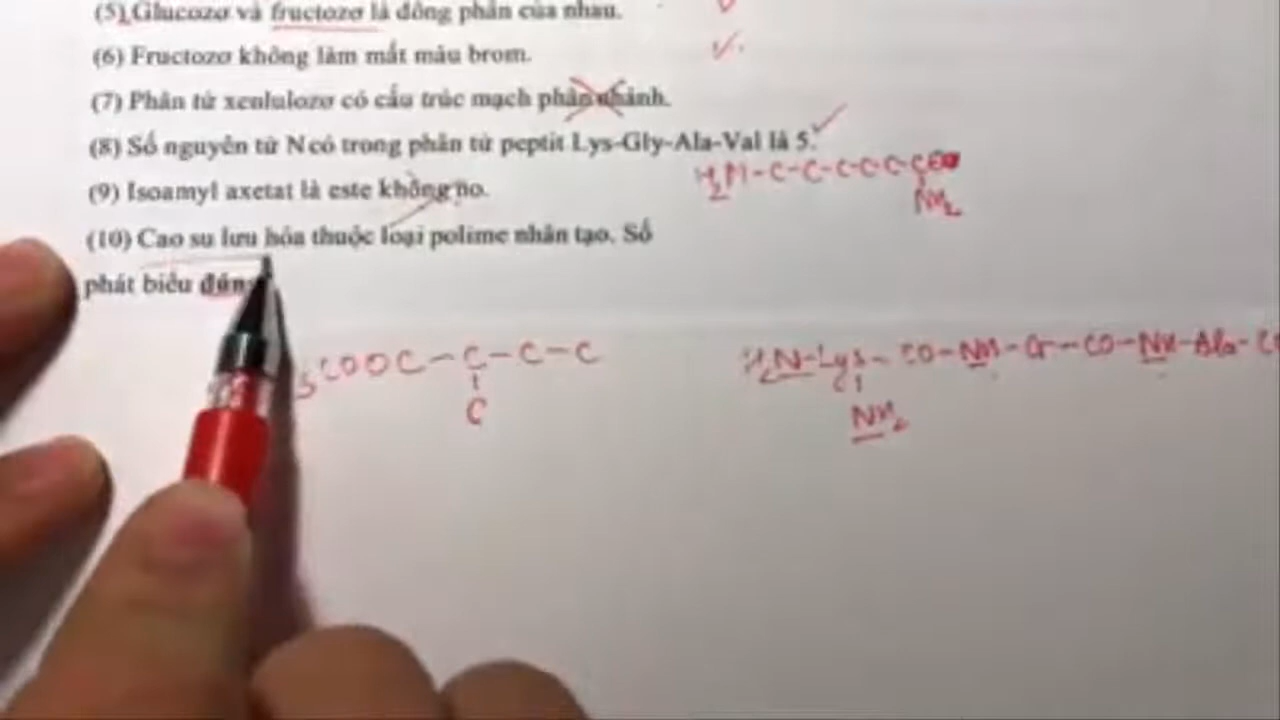 (5) Glucozơ và fructozơ là đồng phân của nhau.
(6) Fructozơ không làm mất màu brom.
(7) Phân tử xenlulozơ có cấu trúc mạch phân nhánh.
(8) Số nguyên tử N có trong phân tử peptit Lys-Gly-Ala-Val là 5.
H2N-C-C-C-C-C
NH2
(9) Isoamyl axetat là este không no.
(10) Cao su lưu hóa thuộc loại polime nhân tạo. Số
phát biểu đún
COOC-C-C-C
C
H2N-Lys-CO-NH-Gr-CO-NH-Ala-C
NH2